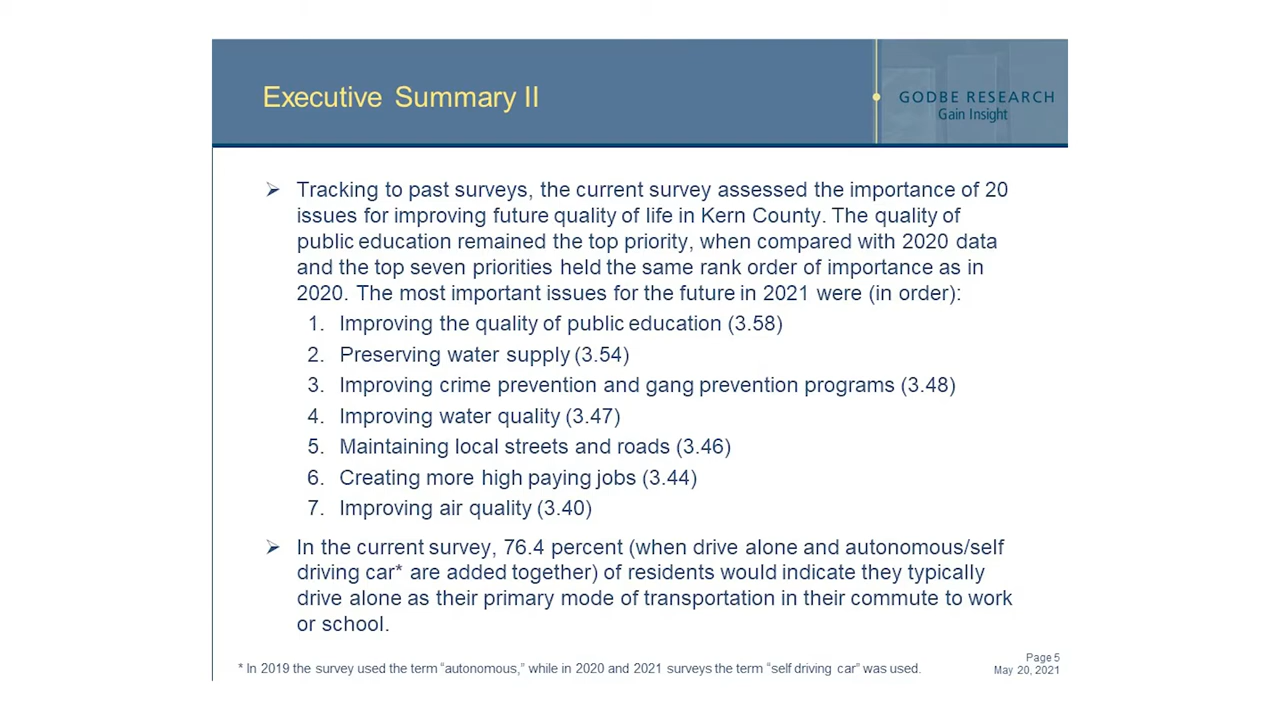 Executive Summary II
GODBE RESEARCH
Gain Insight
➢ Tracking to past surveys, the current survey assessed the importance of 20
issues for improving future quality of life in Kern County. The quality of
public education remained the top priority, when compared with 2020 data
and the top seven priorities held the same rank order of importance as in
2020. The most important issues for the future in 2021 were (in order):
1. Improving the quality of public education (3.58)
2. Preserving water supply (3.54)
3. Improving crime prevention and gang prevention programs (3.48)
4. Improving water quality (3.47)
5. Maintaining local streets and roads (3.46)
6. Creating more high paying jobs (3.44)
7. Improving air quality (3.40)
➢ In the current survey, 76.4 percent (when drive alone and autonomous/self
driving car* are added together) of residents would indicate they typically
drive alone as their primary mode of transportation in their commute to work
or school.
* In 2019 the survey used the term “autonomous,” while in 2020 and 2021 surveys the term “self driving car” was used.
Page 5
May 20, 2021